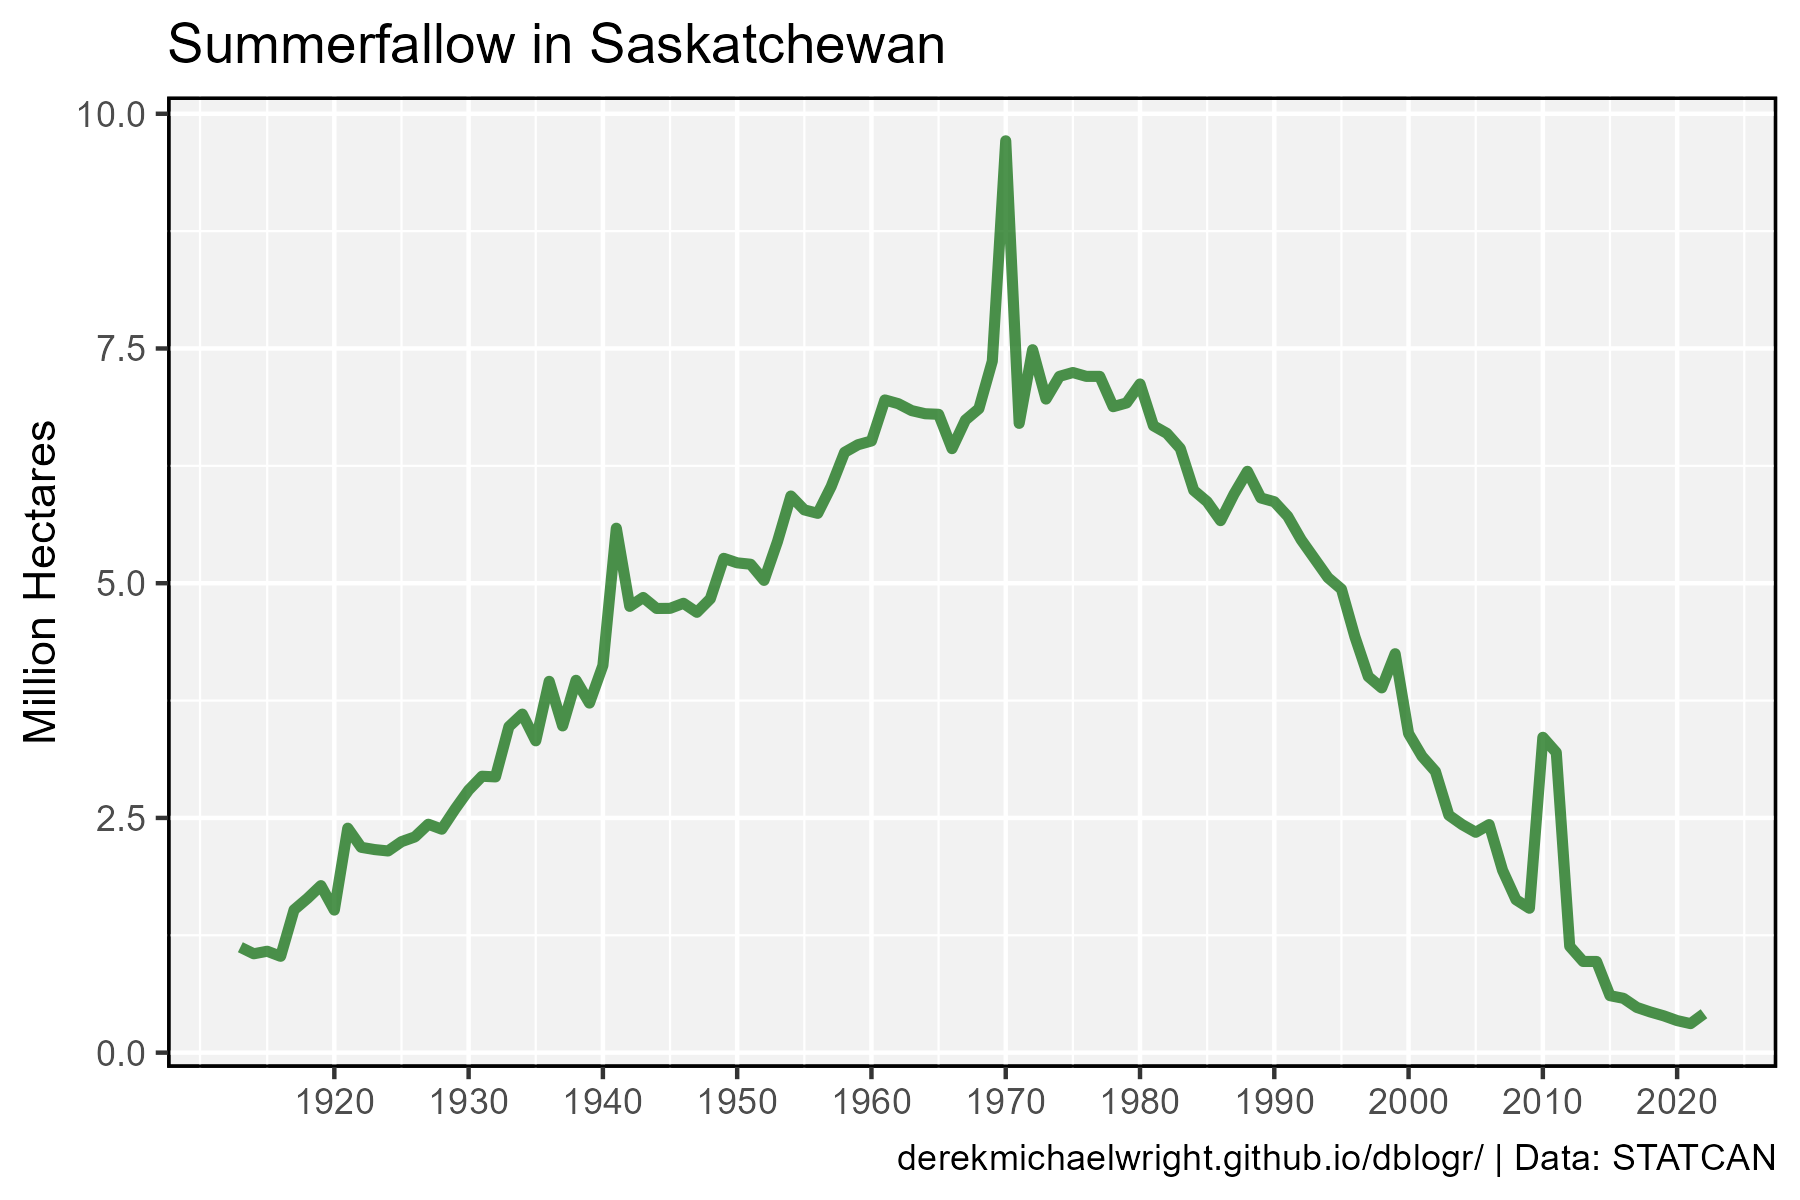 Summerfallow in Saskatchewan
10.0
7.5
5.0
2.5
0.0
Million Hectares
1920 1930 1940 1950 1960 1970 1980 1990 2000 2010 2020
derekmichaelwright.github.io/dblogr/ | Data: STATCAN